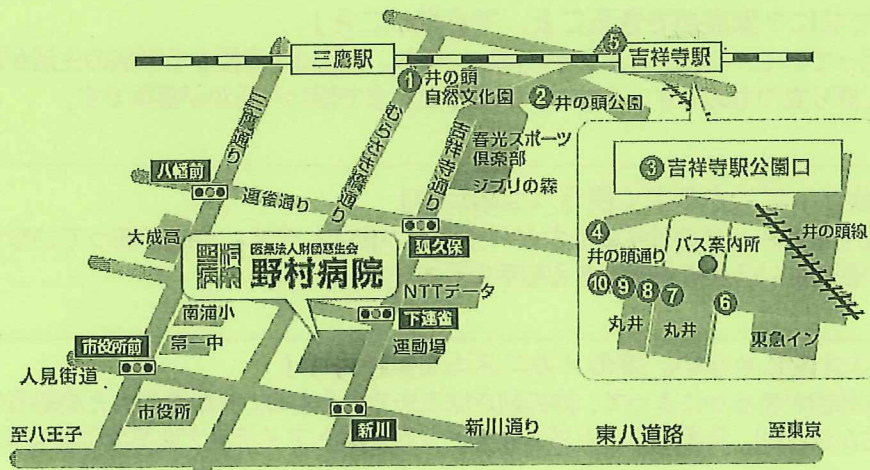 三鷹駅
吉祥寺駅
⑤
① 井の頭
自然文化園
② 井の頭公園
三鷹通り
むらさき橋通り
吉祥寺通り
春光スポーツ
倶楽部
ジブリの森
③ 吉祥寺駅公園口
八幡前
連雀通り
狐久保
④
井の頭通り
バス案内所
井の頭線
大成高
医療法人財団慈生会
野村病院
NTTデータ
⑩ ⑨ ⑧ ⑦ ⑥
丸井
丸井
東急イン
南浦小
下連雀
市役所前
第一中
運動場
人見街道
市役所
至八王子
新川
新川通り
東八道路
至東京